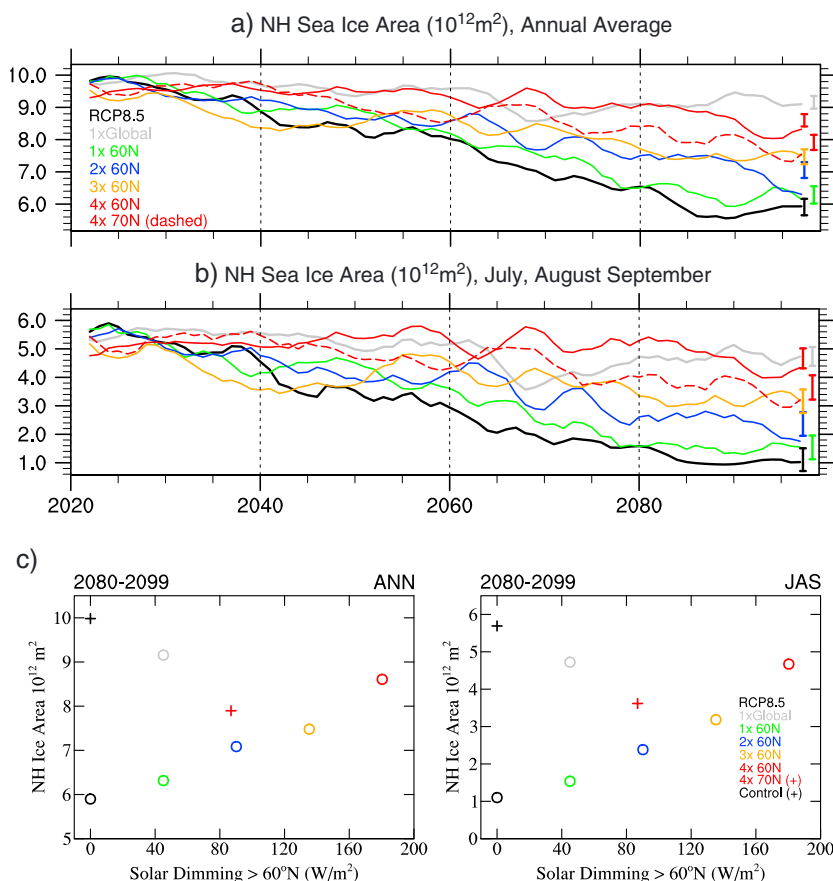 a) NH Sea Ice Area (10¹²m²), Annual Average
10.0
9.0
8.0
7.0
6.0
RCP8.5
1xGlobal
1x 60N
2x 60N
3x 60N
4x 60N
4x 70N (dashed)
b) NH Sea Ice Area (10¹²m²), July, August September
6.0
5.0
4.0
3.0
2.0
1.0
2020 2040 2060 2080
c)
2080-2099 ANN
NH Ice Area 10¹² m²
10
9
8
7
6
5
0 40 80 120 160 200
Solar Dimming > 60°N (W/m²)
2080-2099 JAS
NH Ice Area 10¹² m²
6
5
4
3
2
1
0
RCP8.5
1xGlobal
1x 60N
2x 60N
3x 60N
4x 60N
4x 70N (+)
Control (+)
0 40 80 120 160 200
Solar Dimming > 60°N (W/m²)